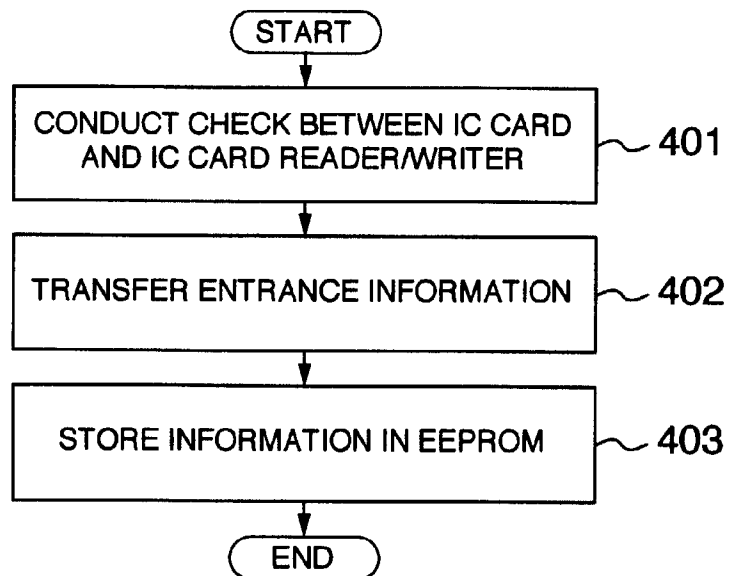 START
CONDUCT CHECK BETWEEN IC CARD
AND IC CARD READER/WRITER
401
TRANSFER ENTRANCE INFORMATION
402
STORE INFORMATION IN EEPROM
403
END